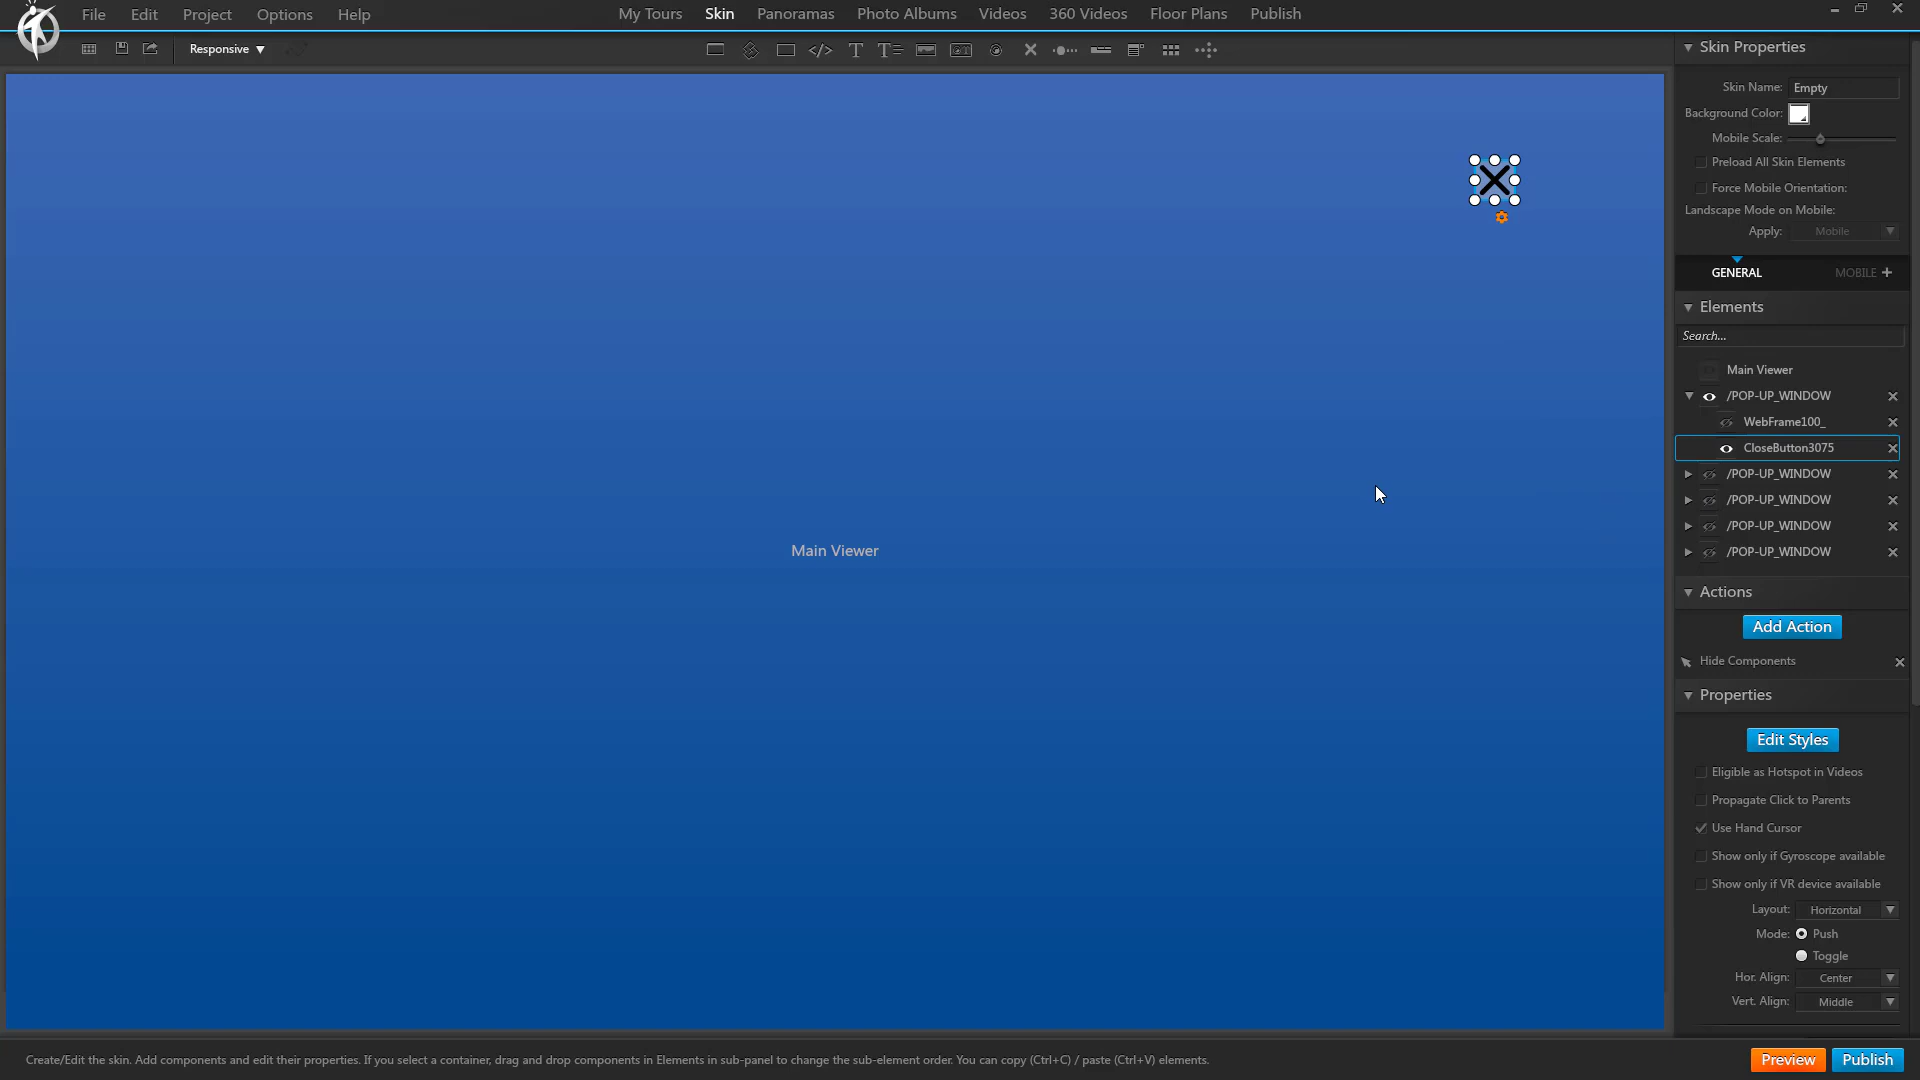 File Edit Project Options Help My Tours Skin Panoramas Photo Albums Videos 360 Videos Floor Plans Publish
Responsive
Skin Properties
Skin Name: Empty
Background Color:
Mobile Scale:
Preload All Skin Elements
Force Mobile Orientation:
Landscape Mode on Mobile:
Apply: Mobile
GENERAL MOBILE +
Elements
Search...
Main Viewer
/POP-UP_WINDOW
WebFrame100_
CloseButton3075
/POP-UP_WINDOW
/POP-UP_WINDOW
/POP-UP_WINDOW
/POP-UP_WINDOW
Main Viewer
Actions
Add Action
Hide Components
Properties
Edit Styles
Eligible as Hotspot in Videos
Propagate Click to Parents
Use Hand Cursor
Show only if Gyroscope available
Show only if VR device available
Layout: Horizontal
Mode: Push
Toggle
Hor. Align: Center
Vert. Align: Middle
Create/Edit the skin. Add components and edit their properties. If you select a container, drag and drop components in Elements in sub-panel to change the sub-element order. You can copy (Ctrl+C) / paste (Ctrl+V) elements.
Preview Publish